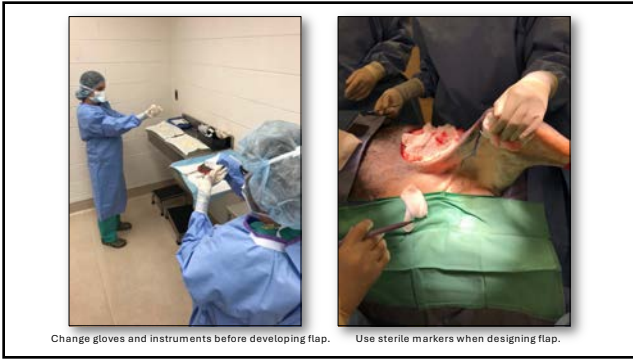 Change gloves and instruments before developing flap.
Use sterile markers when designing flap.